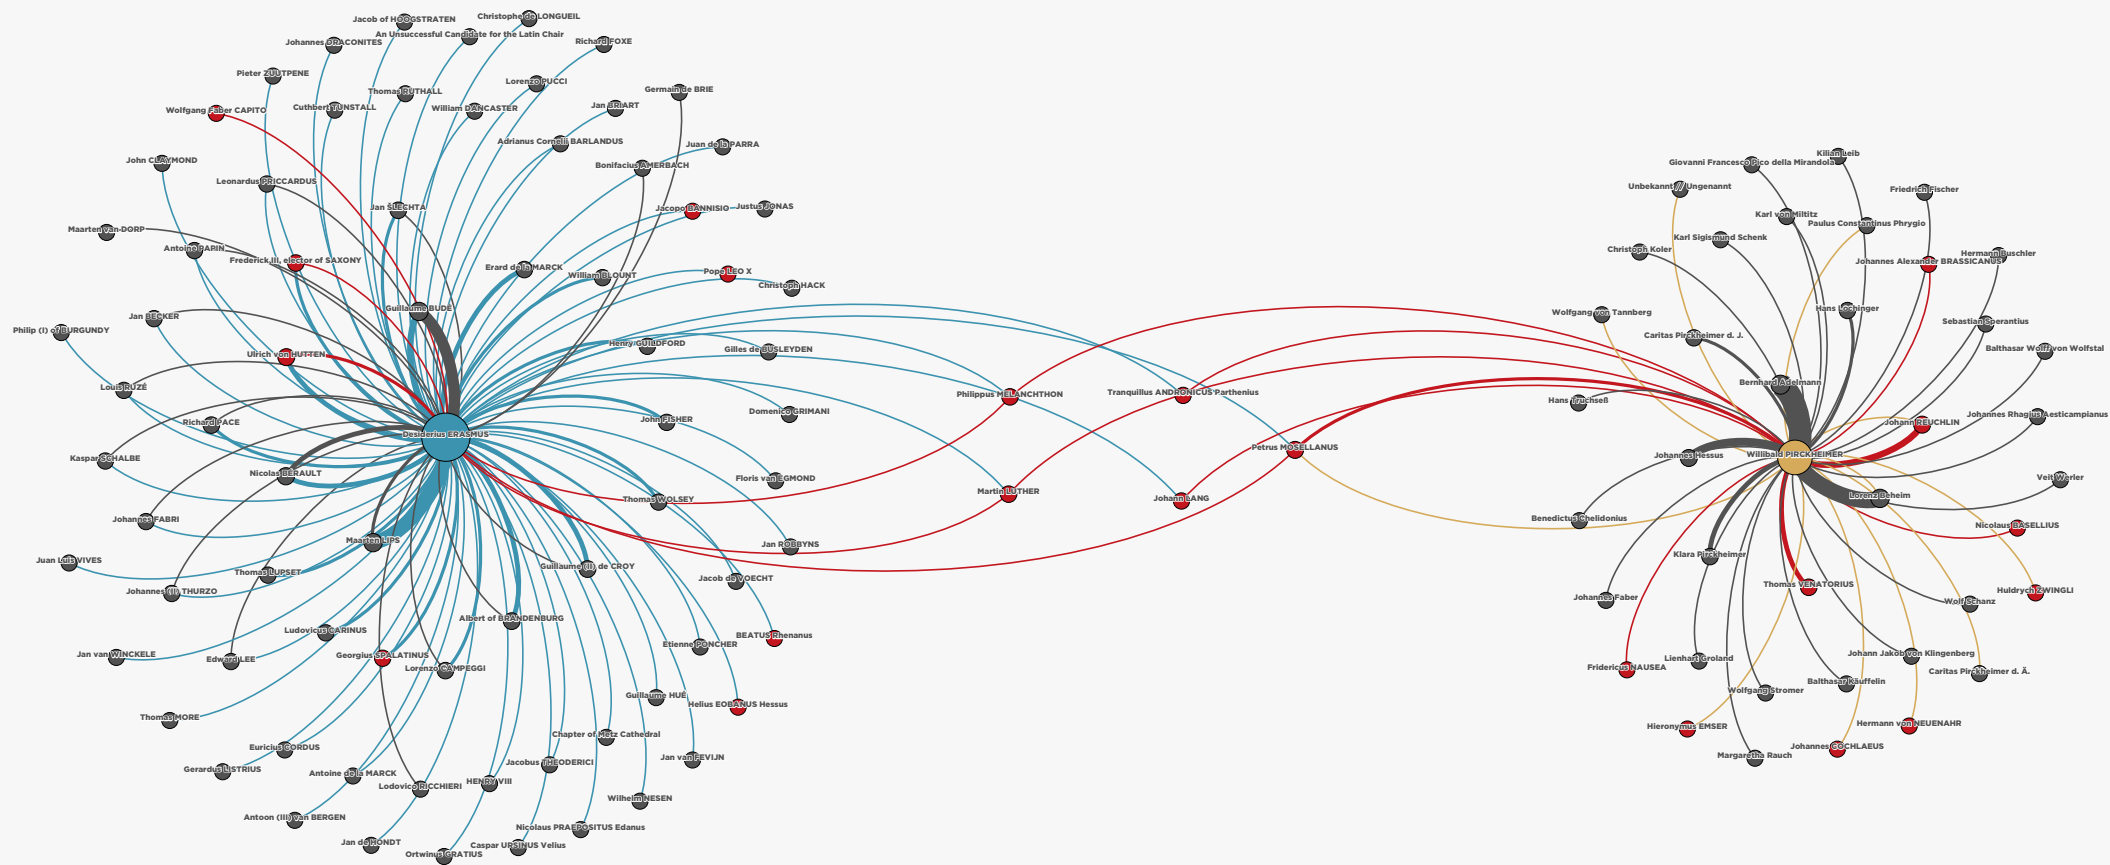 Jacob of HOOGSTRATEN
Christophe de LONGUEIL
An Unsuccessful Candidate for the Latin Chair
Johannes DRACONITES
Richard FOXE
Pieter ZUUTPENE
Lorenzo PUCCI
Thomas RUTHALL
Germain de BRIE
Wolfgang Faber CAPITO
Cuthbert TUNSTALL
William DANCASTER
Jan BRIART
Adrianus Cornelii BARLANDUS
Juan de la PARRA
John CLAYMOND
Bonifacius AMERBACH
Leonardus PRICCARDUS
Jan ŠLECHTA
Jacopo BANNISIO
Justus JONAS
Maarten van DORP
Antoine PAPIN
Frederick III, elector of SAXONY
Erard de la MARCK
William BLOUNT
Pope LEO X
Christoph HACK
Guillaume BUDÉ
Jan BECKER
Philip (I) of BURGUNDY
Henry GUILDFORD
Gilles de BUSLEYDEN
Ulrich von HUTTEN
Louis RUZÉ
Richard PACE
John FISHER
Domenico GRIMANI
Desiderius ERASMUS
Kaspar SCHALBE
Nicolas BÉRAULT
Floris van EGMOND
Thomas WOLSEY
Johannes FABRI
Maarten LIPS
Jan ROBBYNS
Juan Luis VIVES
Thomas LUPSET
Guillaume (II) de CROY
Jacob de VOECHT
Johannes (II) THURZO
Albert of BRANDENBURG
Ludovicus CARINUS
BEATUS Rhenanus
Etienne PONCHER
Jan van WINCKELE
Edward LEE
Georgius SPALATINUS
Lorenzo CAMPEGGI
Guillaume HUÉ
Helius EOBANUS Hessus
Thomas MORE
Chapter of Metz Cathedral
Euricius CORDUS
Jan van FEVIJN
Gerardus LISTRIUS
Antoine de la MARCK
Jacobus THEODERICI
Lodovico RICCHIERI
HENRY VIII
Wilhelm NESEN
Antoon (III) van BERGEN
Nicolaus PRAEPOSITUS Edanus
Jan de HONDT
Ortwinus GRATIUS
Caspar URSINUS Velius
Philippus MELANCHTHON
Tranquillus ANDRONICUS Parthenius
Petrus MOSELLANUS
Martin LUTHER
Johann LANG
Kilian Leib
Giovanni Francesco Pico della Mirandola
Unbekannt // Ungenannt
Friedrich Fischer
Karl von Miltitz
Paulus Constantinus Phrygio
Karl Sigismund Schenk
Christoph Koler
Hermann Buschler
Johannes Alexander BRASSICANUS
Wolfgang von Tannberg
Hans Lochinger
Sebastian Sperantius
Caritas Pirckheimer d. J.
Balthasar Wolff von Wolfstal
Bernhard Adelmann
Hans Truchseß
Johannes Rhagius Aesticampianus
Johann REUCHLIN
Johannes Hessus
Willibald PIRCKHEIMER
Veit Werler
Lorenz Beheim
Benedictus Chelidonius
Nicolaus BASELLIUS
Klara Pirckheimer
Thomas VENATORIUS
Huldrych ZWINGLI
Johannes Faber
Wolf Schanz
Lienhart Groland
Johann Jakob von Klingenberg
Fridericus NAUSEA
Caritas Pirckheimer d. Ä.
Balthasar Käuffelin
Wolfgang Stromer
Hieronymus EMSER
Hermann von NEUENAHR
Johannes COCHLAEUS
Margaretha Rauch